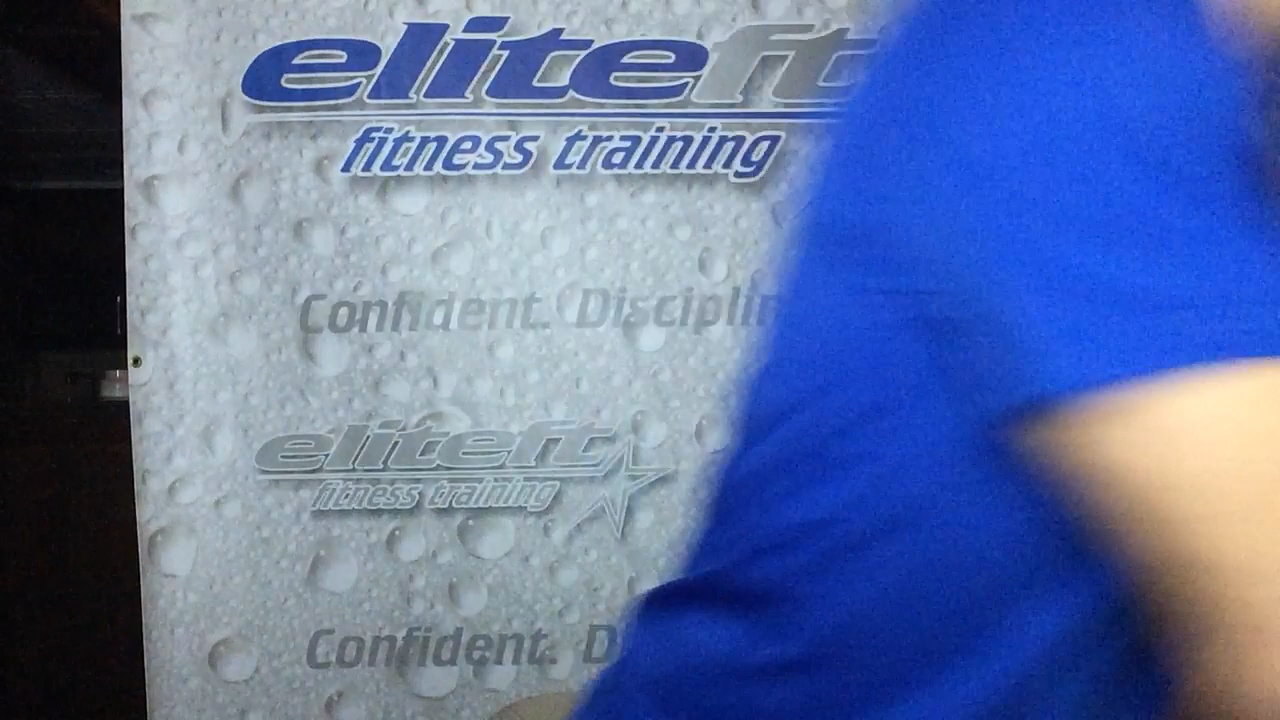 eliteft
fitness training
Confident.
eliteft
fitness training
Confident.